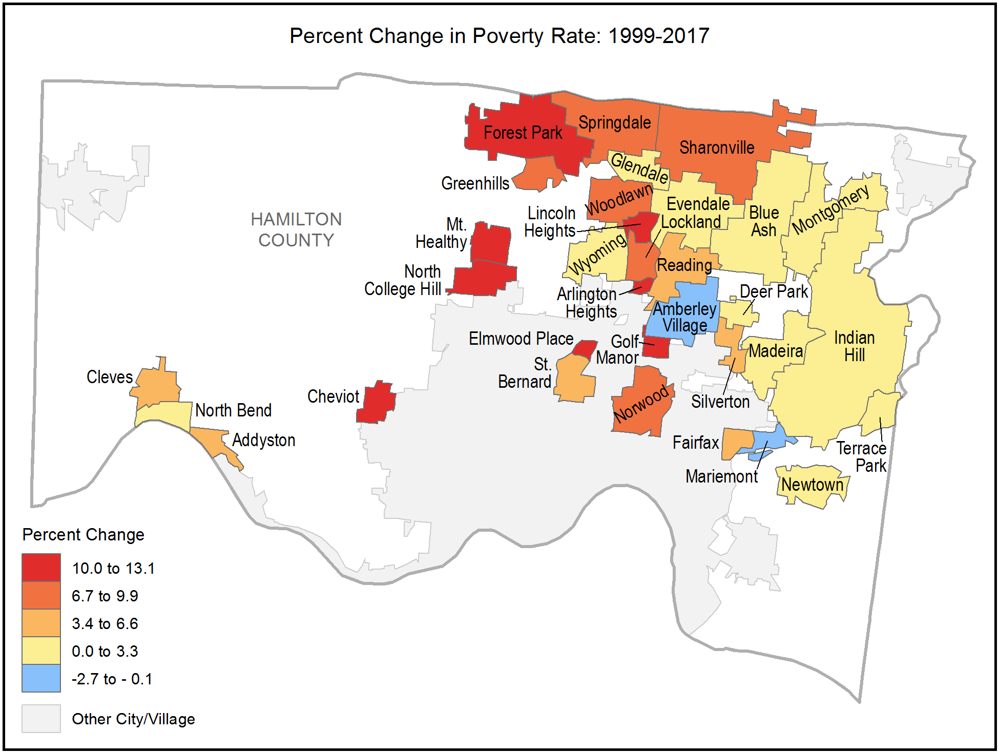 Percent Change in Poverty Rate: 1999-2017
Forest Park
Springdale
Sharonville
Glendale
Greenhills
Woodlawn
Evendale
Lincoln
Heights
Lockland
Blue
Ash
Montgomery
HAMILTON
COUNTY
Mt.
Healthy
Wyoming
Reading
North
College Hill
Arlington
Heights
Deer Park
Amberley
Village
Elmwood Place
Golf
Manor
Madeira
Indian
Hill
St.
Bernard
Cleves
Cheviot
Norwood
Silverton
North Bend
Addyston
Fairfax
Terrace
Park
Mariemont
Newtown
Percent Change
10.0 to 13.1
6.7 to 9.9
3.4 to 6.6
0.0 to 3.3
-2.7 to - 0.1
Other City/Village